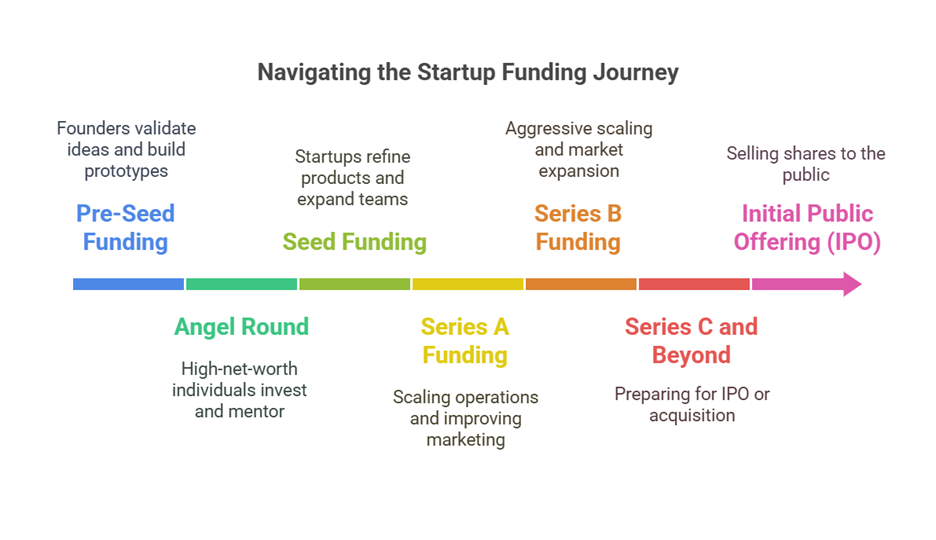 Navigating the Startup Funding Journey
Founders validate
ideas and build
prototypes
Pre-Seed
Funding
Angel Round
High-net-worth
individuals invest
and mentor
Startups refine
products and
expand teams
Seed Funding
Series A
Funding
Scaling operations
and improving
marketing
Aggressive scaling
and market
expansion
Series B
Funding
Series C and
Beyond
Preparing for IPO or
acquisition
Selling shares to the
public
Initial Public
Offering (IPO)